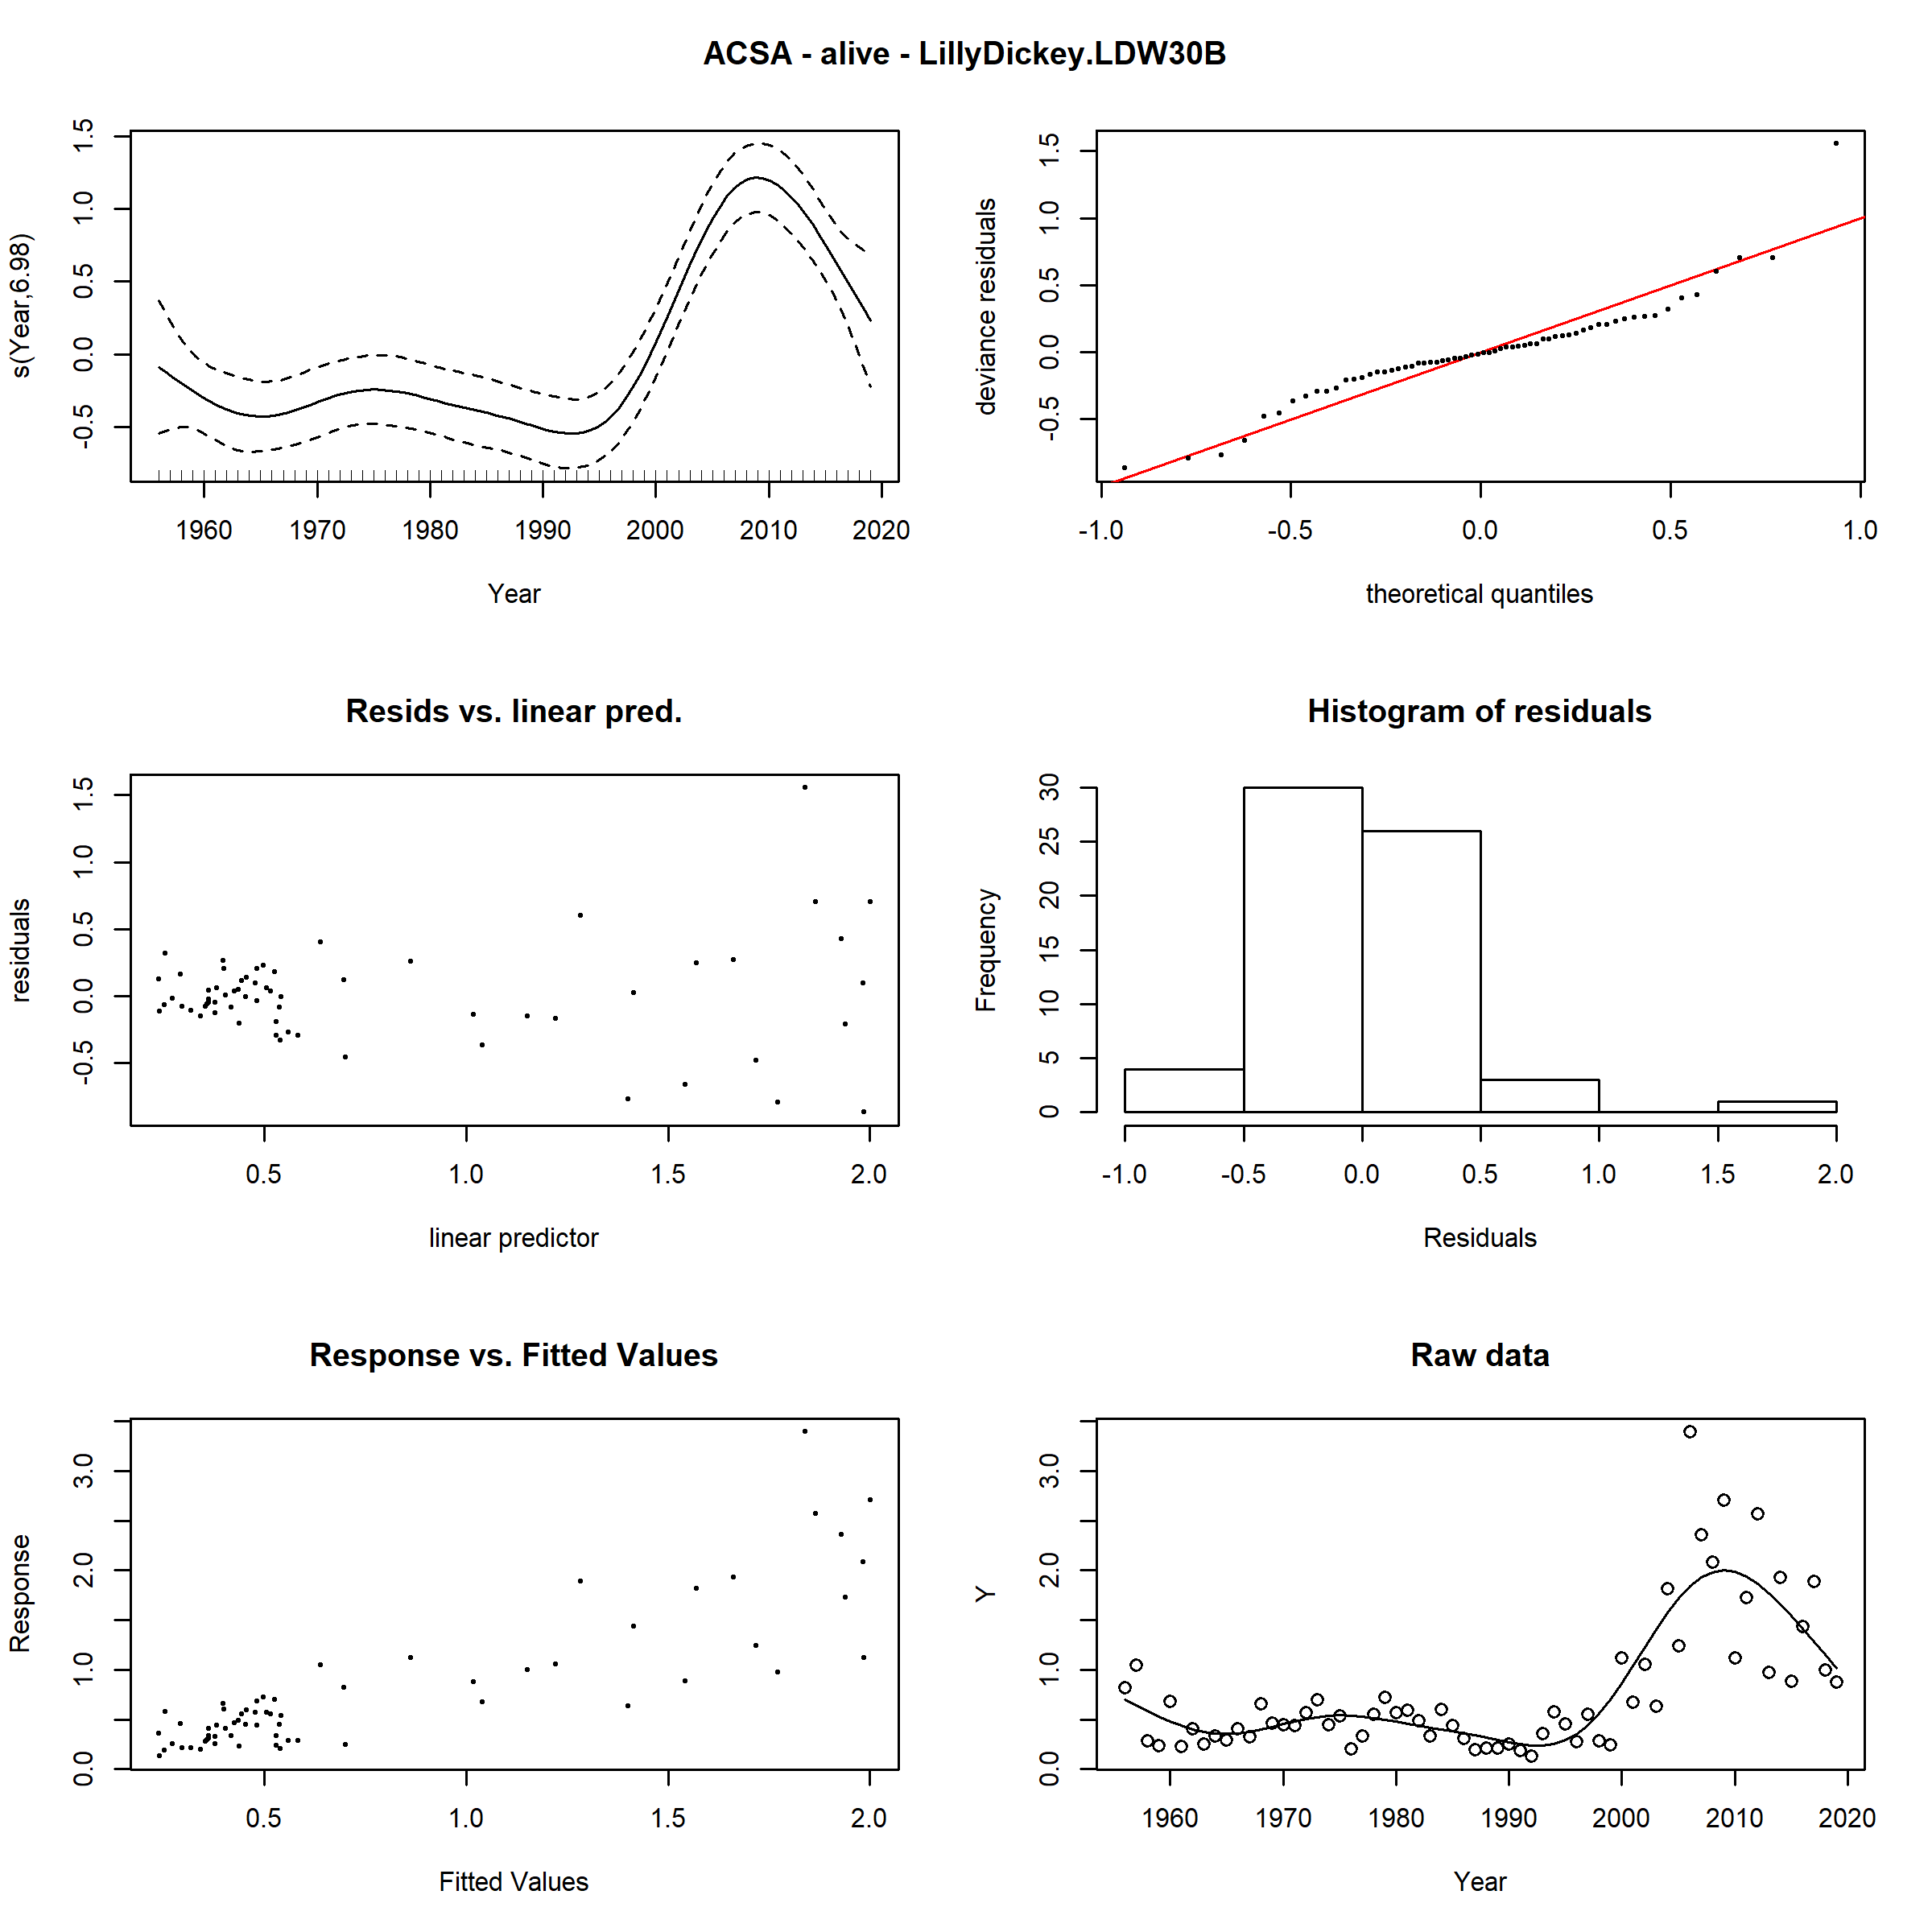 ACSA - alive - LillyDickey.LDW30B
s(Year,6.98)
-0.5 0.0 0.5 1.0 1.5
1960 1970 1980 1990 2000 2010 2020
Year
deviance residuals
-0.5 0.0 0.5 1.0 1.5
-1.0 -0.5 0.0 0.5 1.0
theoretical quantiles
Resids vs. linear pred.
residuals
-0.5 0.0 0.5 1.0 1.5
0.5 1.0 1.5 2.0
linear predictor
Histogram of residuals
Frequency
0 5 10 15 20 25 30
-1.0 -0.5 0.0 0.5 1.0 1.5 2.0
Residuals
Response vs. Fitted Values
Response
0.0 1.0 2.0 3.0
0.5 1.0 1.5 2.0
Fitted Values
Raw data
Y
0.0 1.0 2.0 3.0
1960 1970 1980 1990 2000 2010 2020
Year